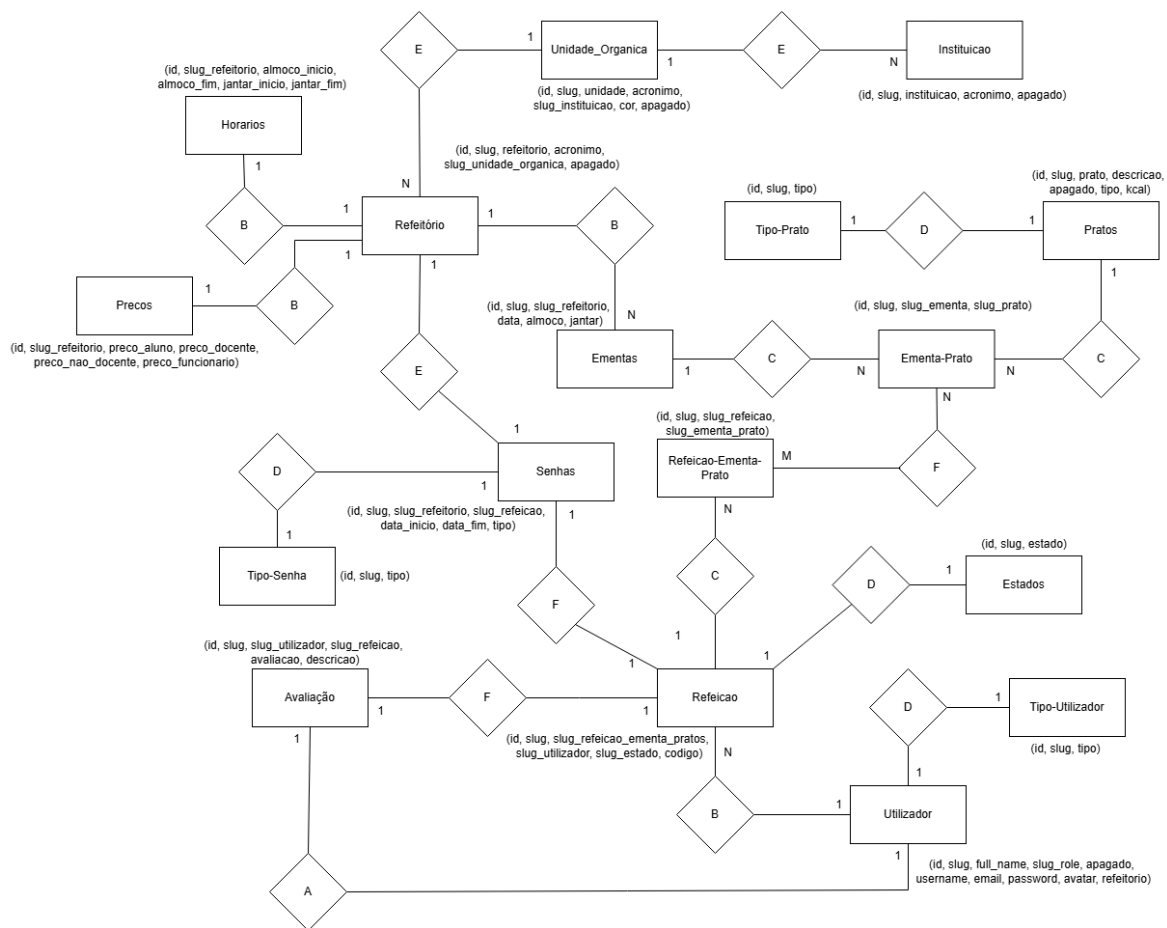 E
1
Unidade_Organica
1
E
N
Instituicao
(id, slug, unidade, acronimo,
slug_instituicao, cor, apagado)
(id, slug, instituicao, acronimo, apagado)
(id, slug_refeitorio, almoco_inicio,
almoco_fim, jantar_inicio, jantar_fim)
Horarios
1
B
1
(id, slug, refeitorio, acronimo,
slug_unidade_organica, apagado)
N
Refeitório
1
1
1
B
N
Precos
1
B
(id, slug_refeitorio, preco_aluno, preco_docente,
preco_nao_docente, preco_funcionario)
(id, slug, tipo)
Tipo-Prato
1
D
1
(id, slug, prato, descricao,
apagado, tipo, kcal)
Pratos
1
(id, slug, slug_refeitorio,
data, almoco, jantar)
Ementas
1
C
N
(id, slug, slug_ementa, slug_prato)
Ementa-Prato
N
C
N
E
1
(id, slug, slug_refeicao,
slug_ementa_prato)
Refeicao-Ementa-
Prato
M
F
N
D
1
Senhas
1
(id, slug, slug_refeitorio, slug_refeicao,
data_inicio, data_fim, tipo)
1
Tipo-Senha
(id, slug, tipo)
F
1
C
1
D
1
1
(id, slug, estado)
Estados
(id, slug, slug_utilizador, slug_refeicao,
avaliacao, descricao)
Avaliação
1
F
1
Refeicao
1
N
(id, slug, slug_refeicao_ementa_pratos,
slug_utilizador, slug_estado, codigo)
D
1
Tipo-Utilizador
(id, slug, tipo)
1
B
1
Utilizador
1
A
(id, slug, full_name, slug_role, apagado,
username, email, password, avatar, refeitorio)